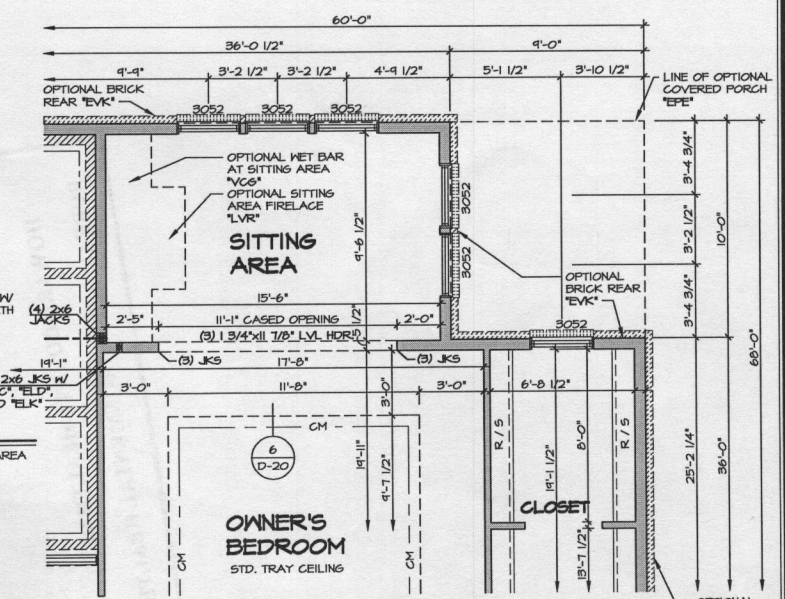 60'-0"
36'-0 1/2"
9'-0"
9'-9"
3'-2 1/2"
3'-2 1/2"
4'-9 1/2"
5'-1 1/2"
3'-10 1/2"
OPTIONAL BRICK
REAR "EVK"
3052
3052
3052
LINE OF OPTIONAL
COVERED PORCH
"EPE"
OPTIONAL WET BAR
AT SITTING AREA
"VCG"
OPTIONAL SITTING
AREA FIRELACE
"LVR"
SITTING
AREA
9'-6 1/2"
3052
3052
3'-4 3/4"
3'-2 1/2"
3'-4 3/4"
10'-0"
68'-0"
OPTIONAL
BRICK REAR
"EVK"
3052
15'-6"
(4) 2x6
JACKS
2'-5"
11'-1" CASED OPENING
2'-0"
5 1/2"
(3) 1 3/4"x11 7/8" LVL HDR
19'-1"
(3) JKS
17'-8"
(3) JKS
2x6 JKS W/
"ELD",
"ELK"
3'-0"
11'-8"
3'-0"
3'-0"
6'-8 1/2"
CM
R / S
R / S
6
D-20
19'-11"
9'-7 1/2"
19'-1 1/2"
8'-0"
25'-2 1/4"
36'-0"
AREA
OWNER'S
BEDROOM
STD. TRAY CEILING
CM
CM
CLOSET
13'-7 1/2"